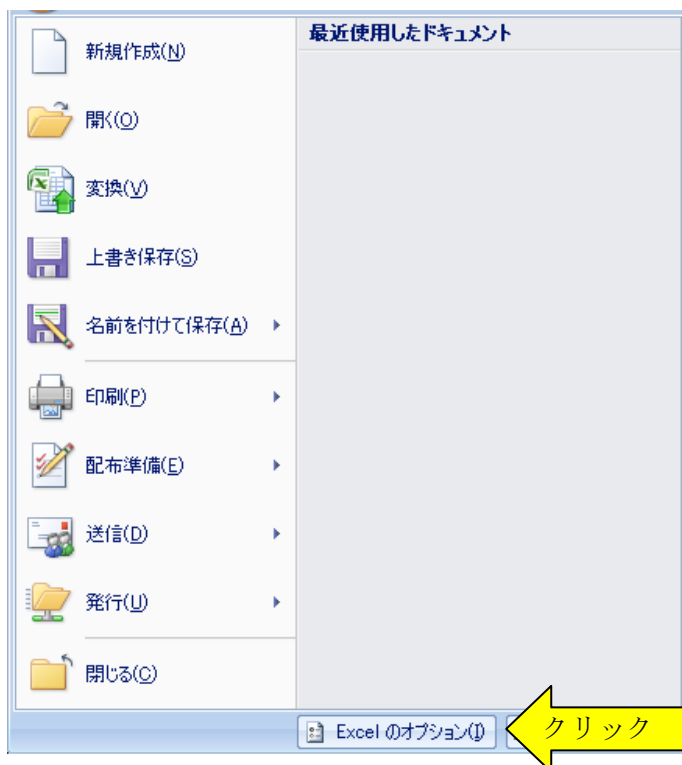 最近使用したドキュメント
新規作成(N)
開く(O)
変換(V)
上書き保存(S)
名前を付けて保存(A)
印刷(P)
配布準備(E)
送信(D)
発行(U)
閉じる(C)
Excel のオプション(I)
クリック